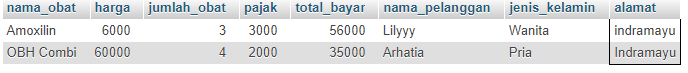 nama_obat harga jumlah_obat pajak total_bayar nama_pelanggan jenis_kelamin alamat
Amoxilin 6000 3 3000 56000 Lilyyy Wanita indramayu
OBH Combi 60000 4 2000 35000 Arhatia Pria Indramayu